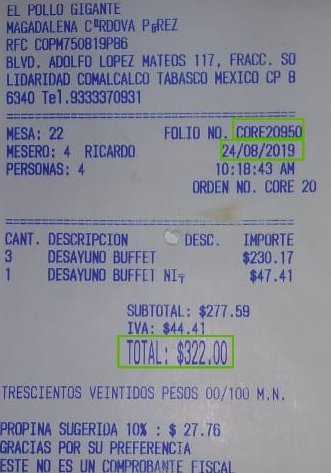 EL POLLO GIGANTE
MAGADALENA C"RDOVA P RREZ
RFC COPM750819P86
BLVD. ADOLFO LOPEZ MATEOS 117, FRACC. SO
LIDARIDAD COMALCALCO TABASCO MEXICO CP 8
6340 Tel.9333370931
MESA: 22 FOLIO NO. CORE20950
MESERO: 4 RICARDO 24/08/2019
PERSONAS: 4 10:18:43 AM
ORDEN NO. CORE 20
CANT. DESCRIPCION DESC. IMPORTE
3 DESAYUNO BUFFET $230.17
1 DESAYUNO BUFFET NI $47.41
SUBTOTAL: $277.59
IVA: $44.41
TOTAL: $322.00
TRESCIENTOS VEINTIDOS PESOS 00/100 M.N.
PROPINA SUGERIDA 10% : $ 27.76
GRACIAS POR SU PREFERENCIA
ESTE NO ES UN COMPROBANTE FISCAL